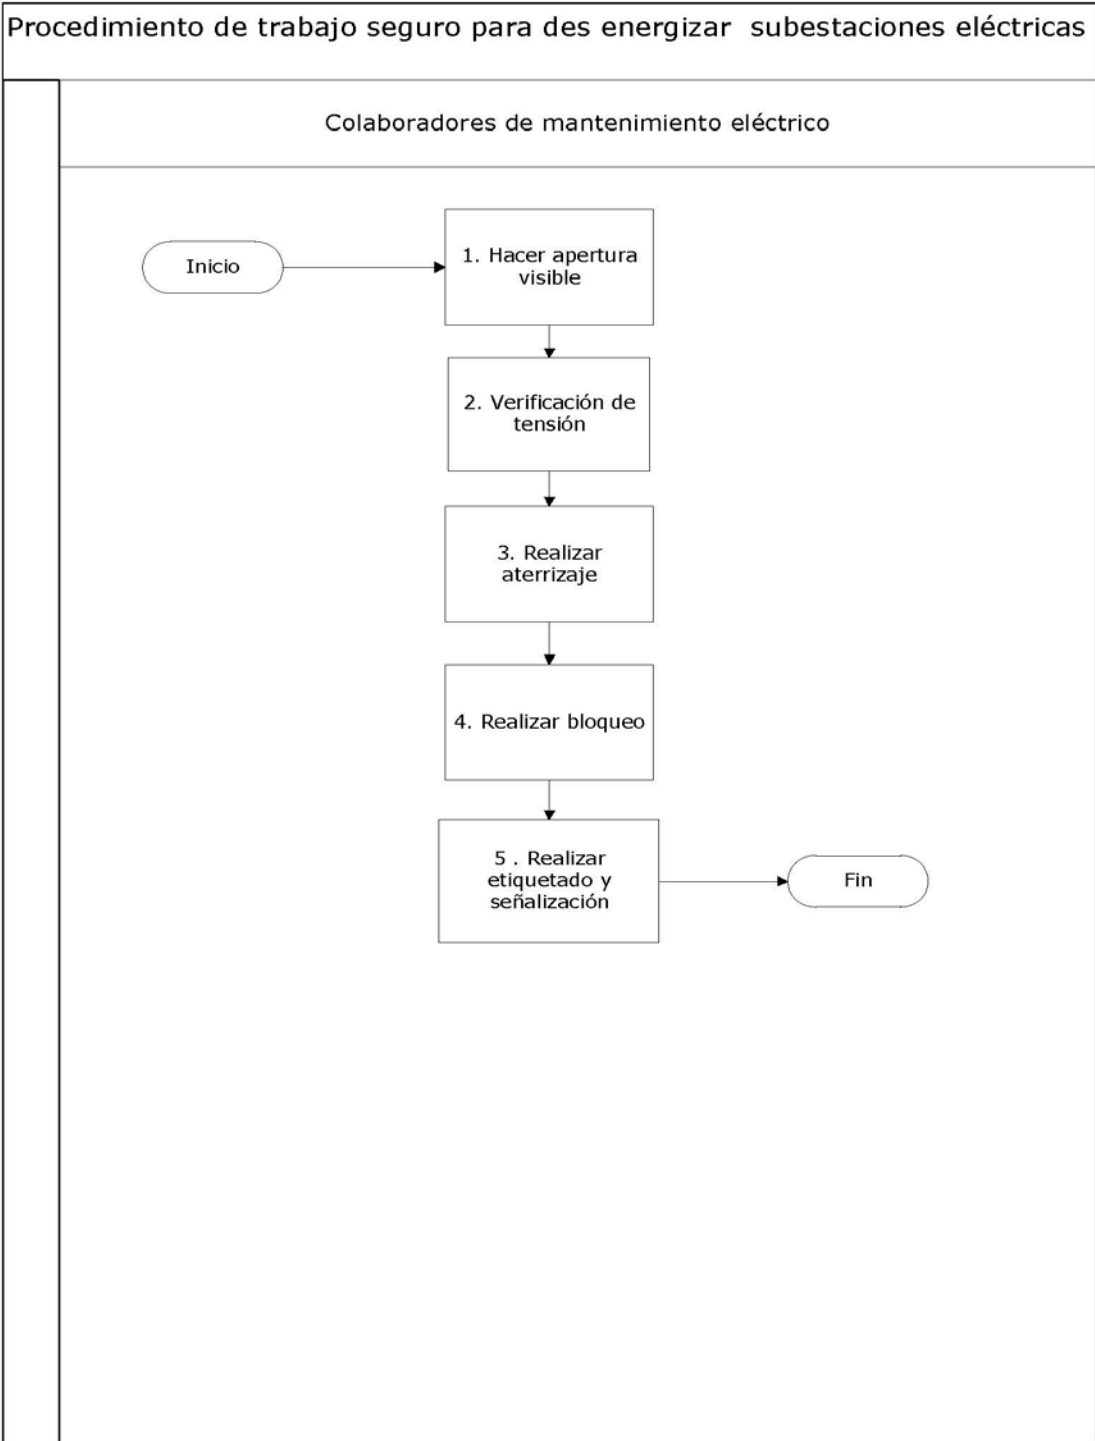 Procedimiento de trabajo seguro para des energizar  subestaciones eléctricas
Colaboradores de mantenimiento eléctrico
Inicio
1. Hacer apertura
visible
2. Verificación de
tensión
3. Realizar
aterrizaje
4. Realizar bloqueo
5 . Realizar
etiquetado y
señalización
Fin